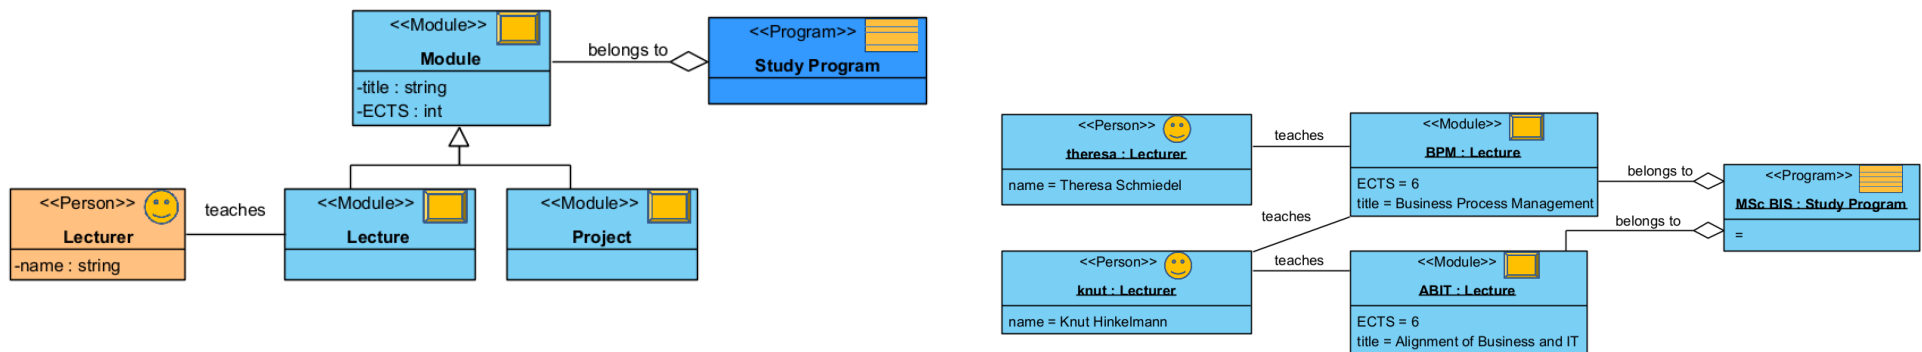 <<Module>>
Module
-title : string
-ECTS : int
belongs to
<<Program>>
Study Program
<<Person>>
Lecturer
-name : string
teaches
<<Module>>
Lecture
<<Module>>
Project
<<Person>>
theresa : Lecturer
name = Theresa Schmiedel
teaches
<<Module>>
BPM : Lecture
ECTS = 6
title = Business Process Management
belongs to
<<Program>>
MSc BIS : Study Program
=
teaches
belongs to
<<Person>>
knut : Lecturer
name = Knut Hinkelmann
teaches
<<Module>>
ABIT : Lecture
ECTS = 6
title = Alignment of Business and IT